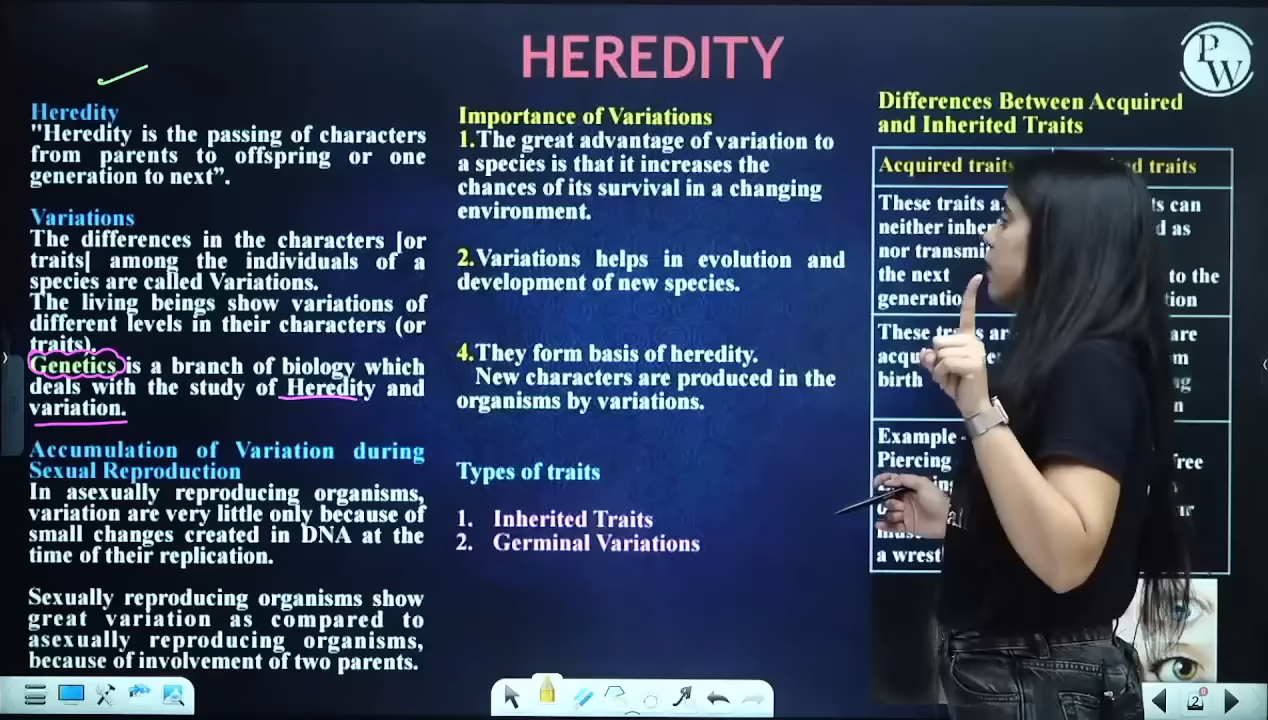 HEREDITY
PW
Heredity
"Heredity is the passing of characters
from parents to offspring or one
generation to next”.
Variations
The differences in the characters [or
traits[ among the individuals of a
species are called Variations.
The living beings show variations of
different levels in their characters (or
traits).
Genetics is a branch of biology which
deals with the study of Heredity and
variation.
Accumulation of Variation during
Sexual Reproduction
In asexually reproducing organisms,
variation are very little only because of
small changes created in DNA at the
time of their replication.
Sexually reproducing organisms show
great variation as compared to
asexually reproducing organisms,
because of involvement of two parents.
Importance of Variations
1.The great advantage of variation to
a species is that it increases the
chances of its survival in a changing
environment.
2.Variations helps in evolution and
development of new species.
4.They form basis of heredity.
New characters are produced in the
organisms by variations.
Types of traits
1. Inherited Traits
2. Germinal Variations
Differences Between Acquired
and Inherited Traits
Acquired traits
These traits
neither
nor
the next
These
birth
Example -
Piercing
a
traits
can
as
to the
are
2